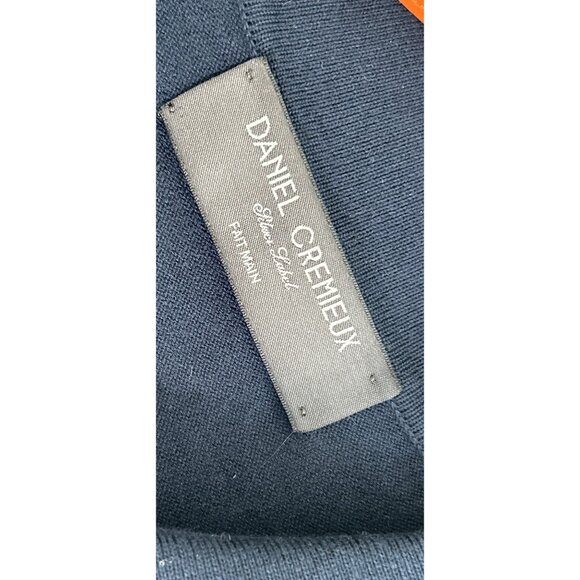 DANIEL CREMIEUX
Silver Label
FAIT MAIN